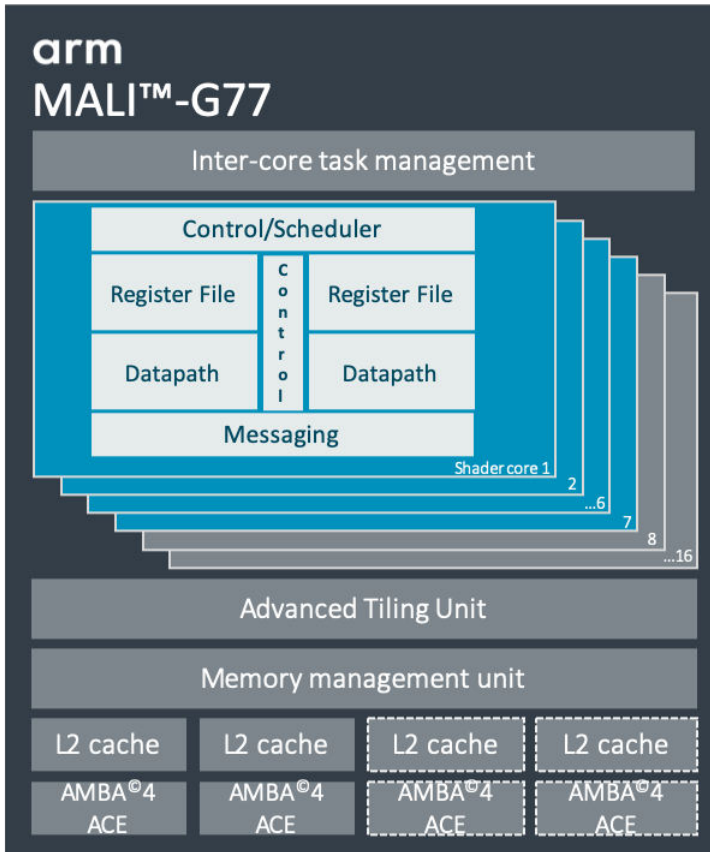 arm
MALI™-G77
Inter-core task management
Control/Scheduler
Register File
Control
Register File
Datapath
Datapath
Messaging
Shader core 1
2
...6
7
8
...16
Advanced Tiling Unit
Memory management unit
L2 cache
L2 cache
L2 cache
L2 cache
AMBA©4
ACE
AMBA©4
ACE
AMBA©4
ACE
AMBA©4
ACE